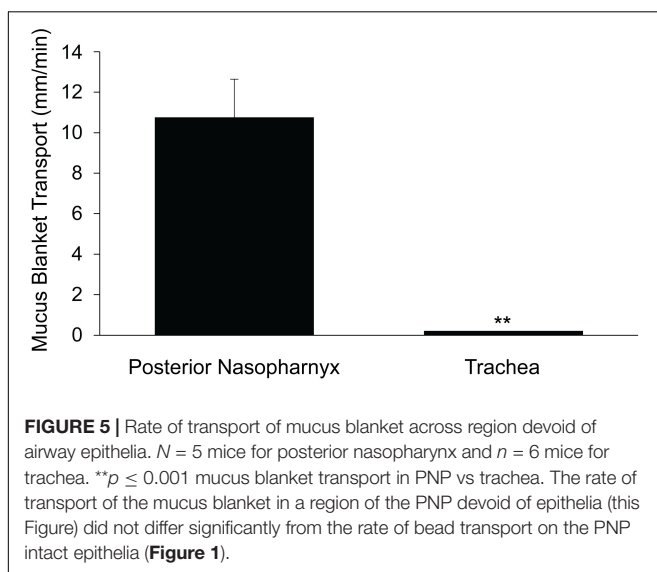 14
12
10
8
6
4
2
0
Mucus Blanket Transport (mm/min)
**
Posterior Nasopharnyx
Trachea
FIGURE 5 | Rate of transport of mucus blanket across region devoid of
airway epithelia. N = 5 mice for posterior nasopharynx and n = 6 mice for
trachea. **p ≤ 0.001 mucus blanket transport in PNP vs trachea. The rate of
transport of the mucus blanket in a region of the PNP devoid of epithelia (this
Figure) did not differ significantly from the rate of bead transport on the PNP
intact epithelia (Figure 1).